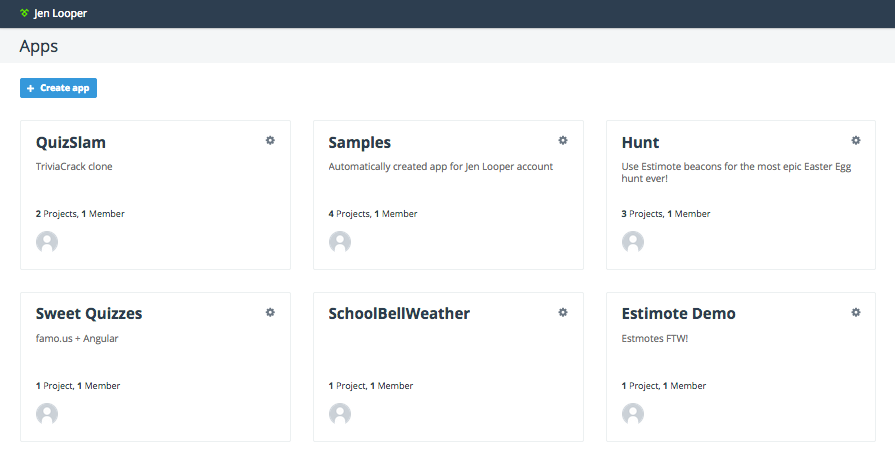 Jen Looper
Apps
+ Create app
QuizSlam
TriviaCrack clone
2 Projects, 1 Member
Samples
Automatically created app for Jen Looper account
4 Projects, 1 Member
Hunt
Use Estimote beacons for the most epic Easter Egg
hunt ever!
3 Projects, 1 Member
Sweet Quizzes
famo.us + Angular
1 Project, 1 Member
SchoolBellWeather
1 Project, 1 Member
Estimote Demo
Estmotes FTW!
1 Project, 1 Member